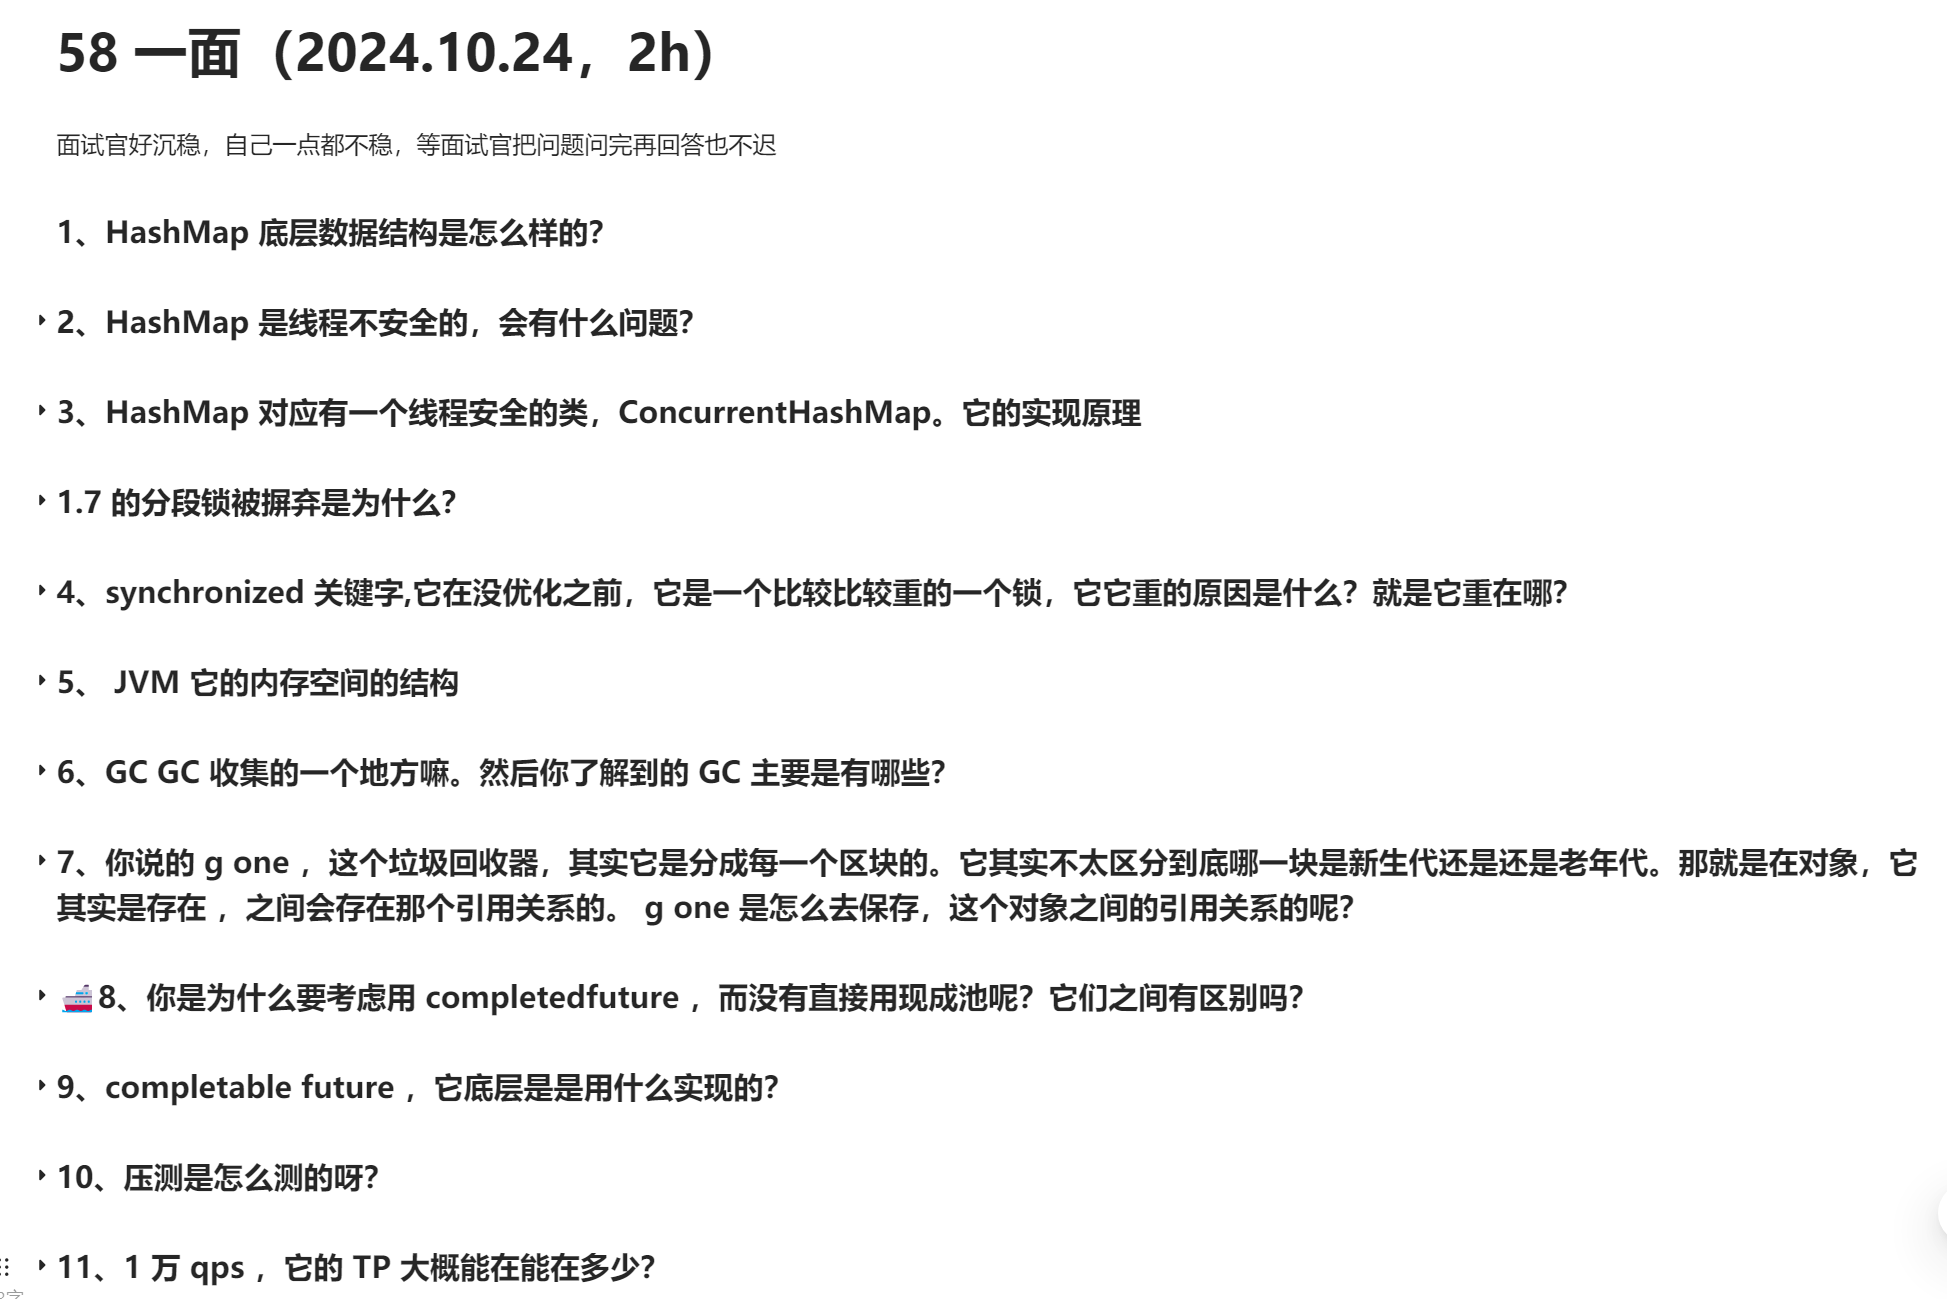 58 一面（2024.10.24，2h）
面试官好沉稳，自己一点都不稳，等面试官把问题问完再回答也不迟
1、HashMap 底层数据结构是怎么样的？
2、HashMap 是线程不安全的，会有什么问题？
3、HashMap 对应有一个线程安全的类，ConcurrentHashMap。它的实现原理
1.7 的分段锁被摒弃是为什么？
4、synchronized 关键字,它在没优化之前，它是一个比较比较重的一个锁，它它重的原因是什么？就是它重在哪？
5、 JVM 它的内存空间的结构
6、GC GC 收集的一个地方嘛。然后你了解到的 GC 主要是有哪些？
7、你说的 g one ，这个垃圾回收器，其实它是分成每一个区块的。它其实不太区分到底哪一块是新生代还是还是老年代。那就是在对象，它
其实是存在 ，之间会存在那个引用关系的。 g one 是怎么去保存，这个对象之间的引用关系的呢？
🚢8、你是为什么要考虑用 completedfuture ，而没有直接用现成池呢？它们之间有区别吗？
9、completable future ，它底层是是用什么实现的？
10、压测是怎么测的呀？
11、1 万 qps ，它的 TP 大概能在能在多少？